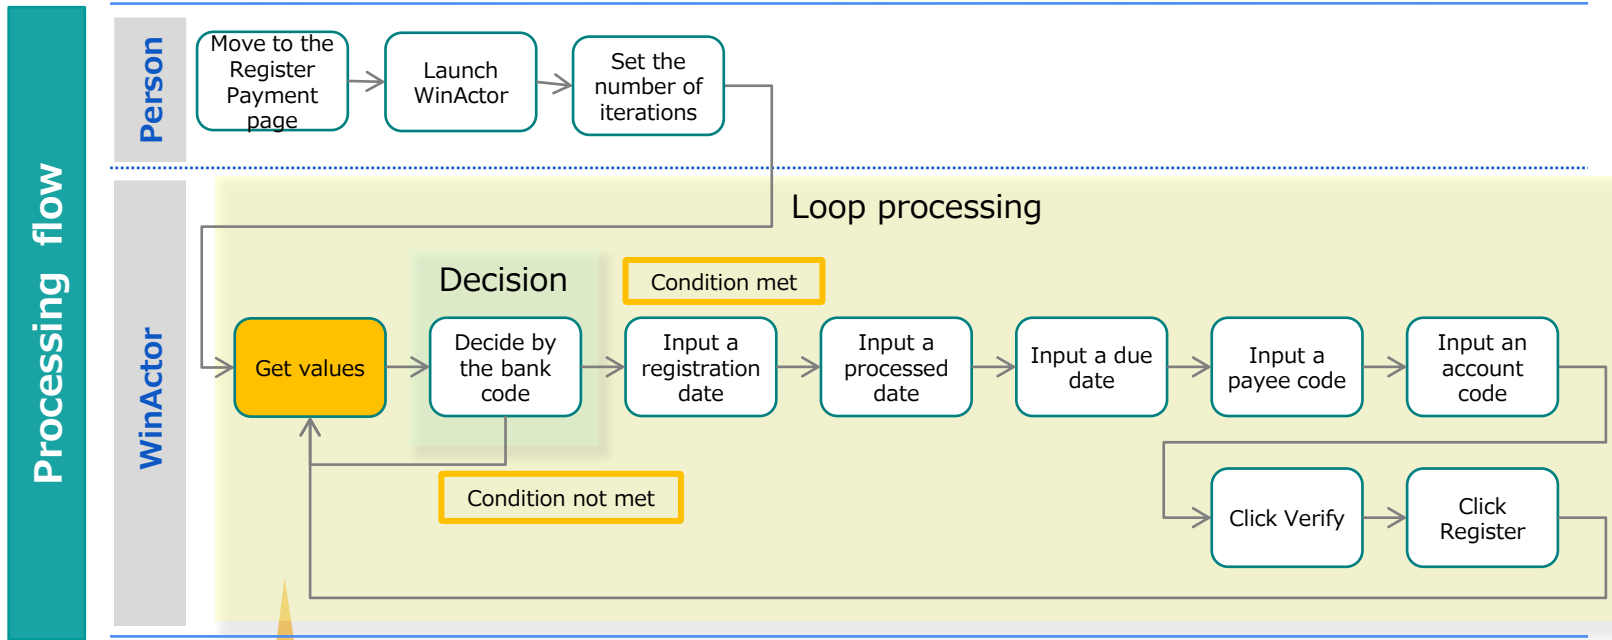 Processing flow
Person
Move to the
Register
Payment
page
Launch
WinActor
Set the
number of
iterations
WinActor
Loop processing
Decision
Condition met
Get values
Decide by
the bank
code
Input a
registration
date
Input a
processed
date
Input a due
date
Input a
payee code
Input an
account
code
Condition not met
Click Verify
Click
Register